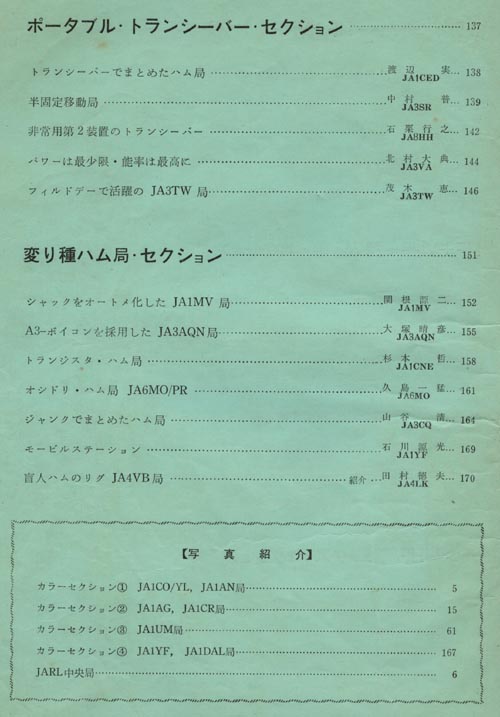 ポータブル・トランシーバー・セクション 137
トランシーバーでまとめたハム局 渡辺 実 JA1CED 138
半固定移動局 中村 普 JA3SR 139
非常用第2装置のトランシーバー 石栗行之 JA8HH 142
パワーは最少限・能率は最高に 北村大典 JA3VA 144
フィルドデーで活躍の JA3TW 局 茂木 恵 JA3TW 146
変り種ハム局・セクション 151
シャックをオートメ化した JA1MV 局 関根 二 JA1MV 152
A3-ボイコンを採用した JA3AQN局 大塚晴彦 JA3AQN 155
トランジスタ・ハム局 杉本 哲 JA1CNE 158
オシドリ・ハム局 JA6MO/PR 久島一猛 JA6MO 161
ジャンクでまとめたハム局 山谷 清 JA3CQ 164
モービルステーション 石川 光 JA1YF 169
盲人ハムのリグ JA4VB局 紹介 田村 夫 JA4LK 170
【写真紹介】
カラーセクション① JA1CO/YL, JA1AN局 5
カラーセクション② JA1AG, JA1CR局 15
カラーセクション③ JA1UM局 61
カラーセクション④ JA1YF, JA1DAL局 167
JARL中央局 6